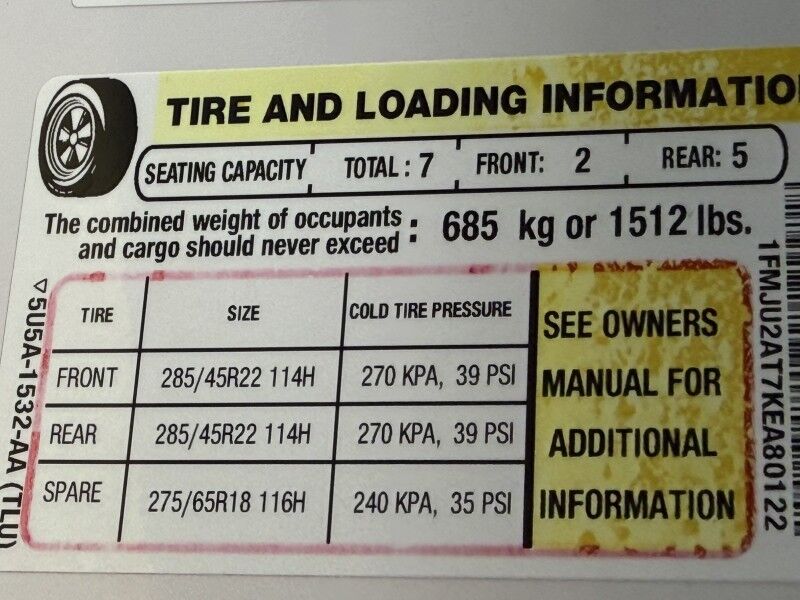 TIRE AND LOADING INFORMATIO
SEATING CAPACITY TOTAL : 7 FRONT: 2 REAR: 5
The combined weight of occupants
and cargo should never exceed : 685 kg or 1512 lbs.
TIRE SIZE COLD TIRE PRESSURE
FRONT 285/45R22 114H 270 KPA, 39 PSI
REAR 285/45R22 114H 270 KPA, 39 PSI
SPARE 275/65R18 116H 240 KPA, 35 PSI
SEE OWNERS
MANUAL FOR
ADDITIONAL
INFORMATION
5U5A-1532-AA (TLU)
1FMJU2AT7KEA80122